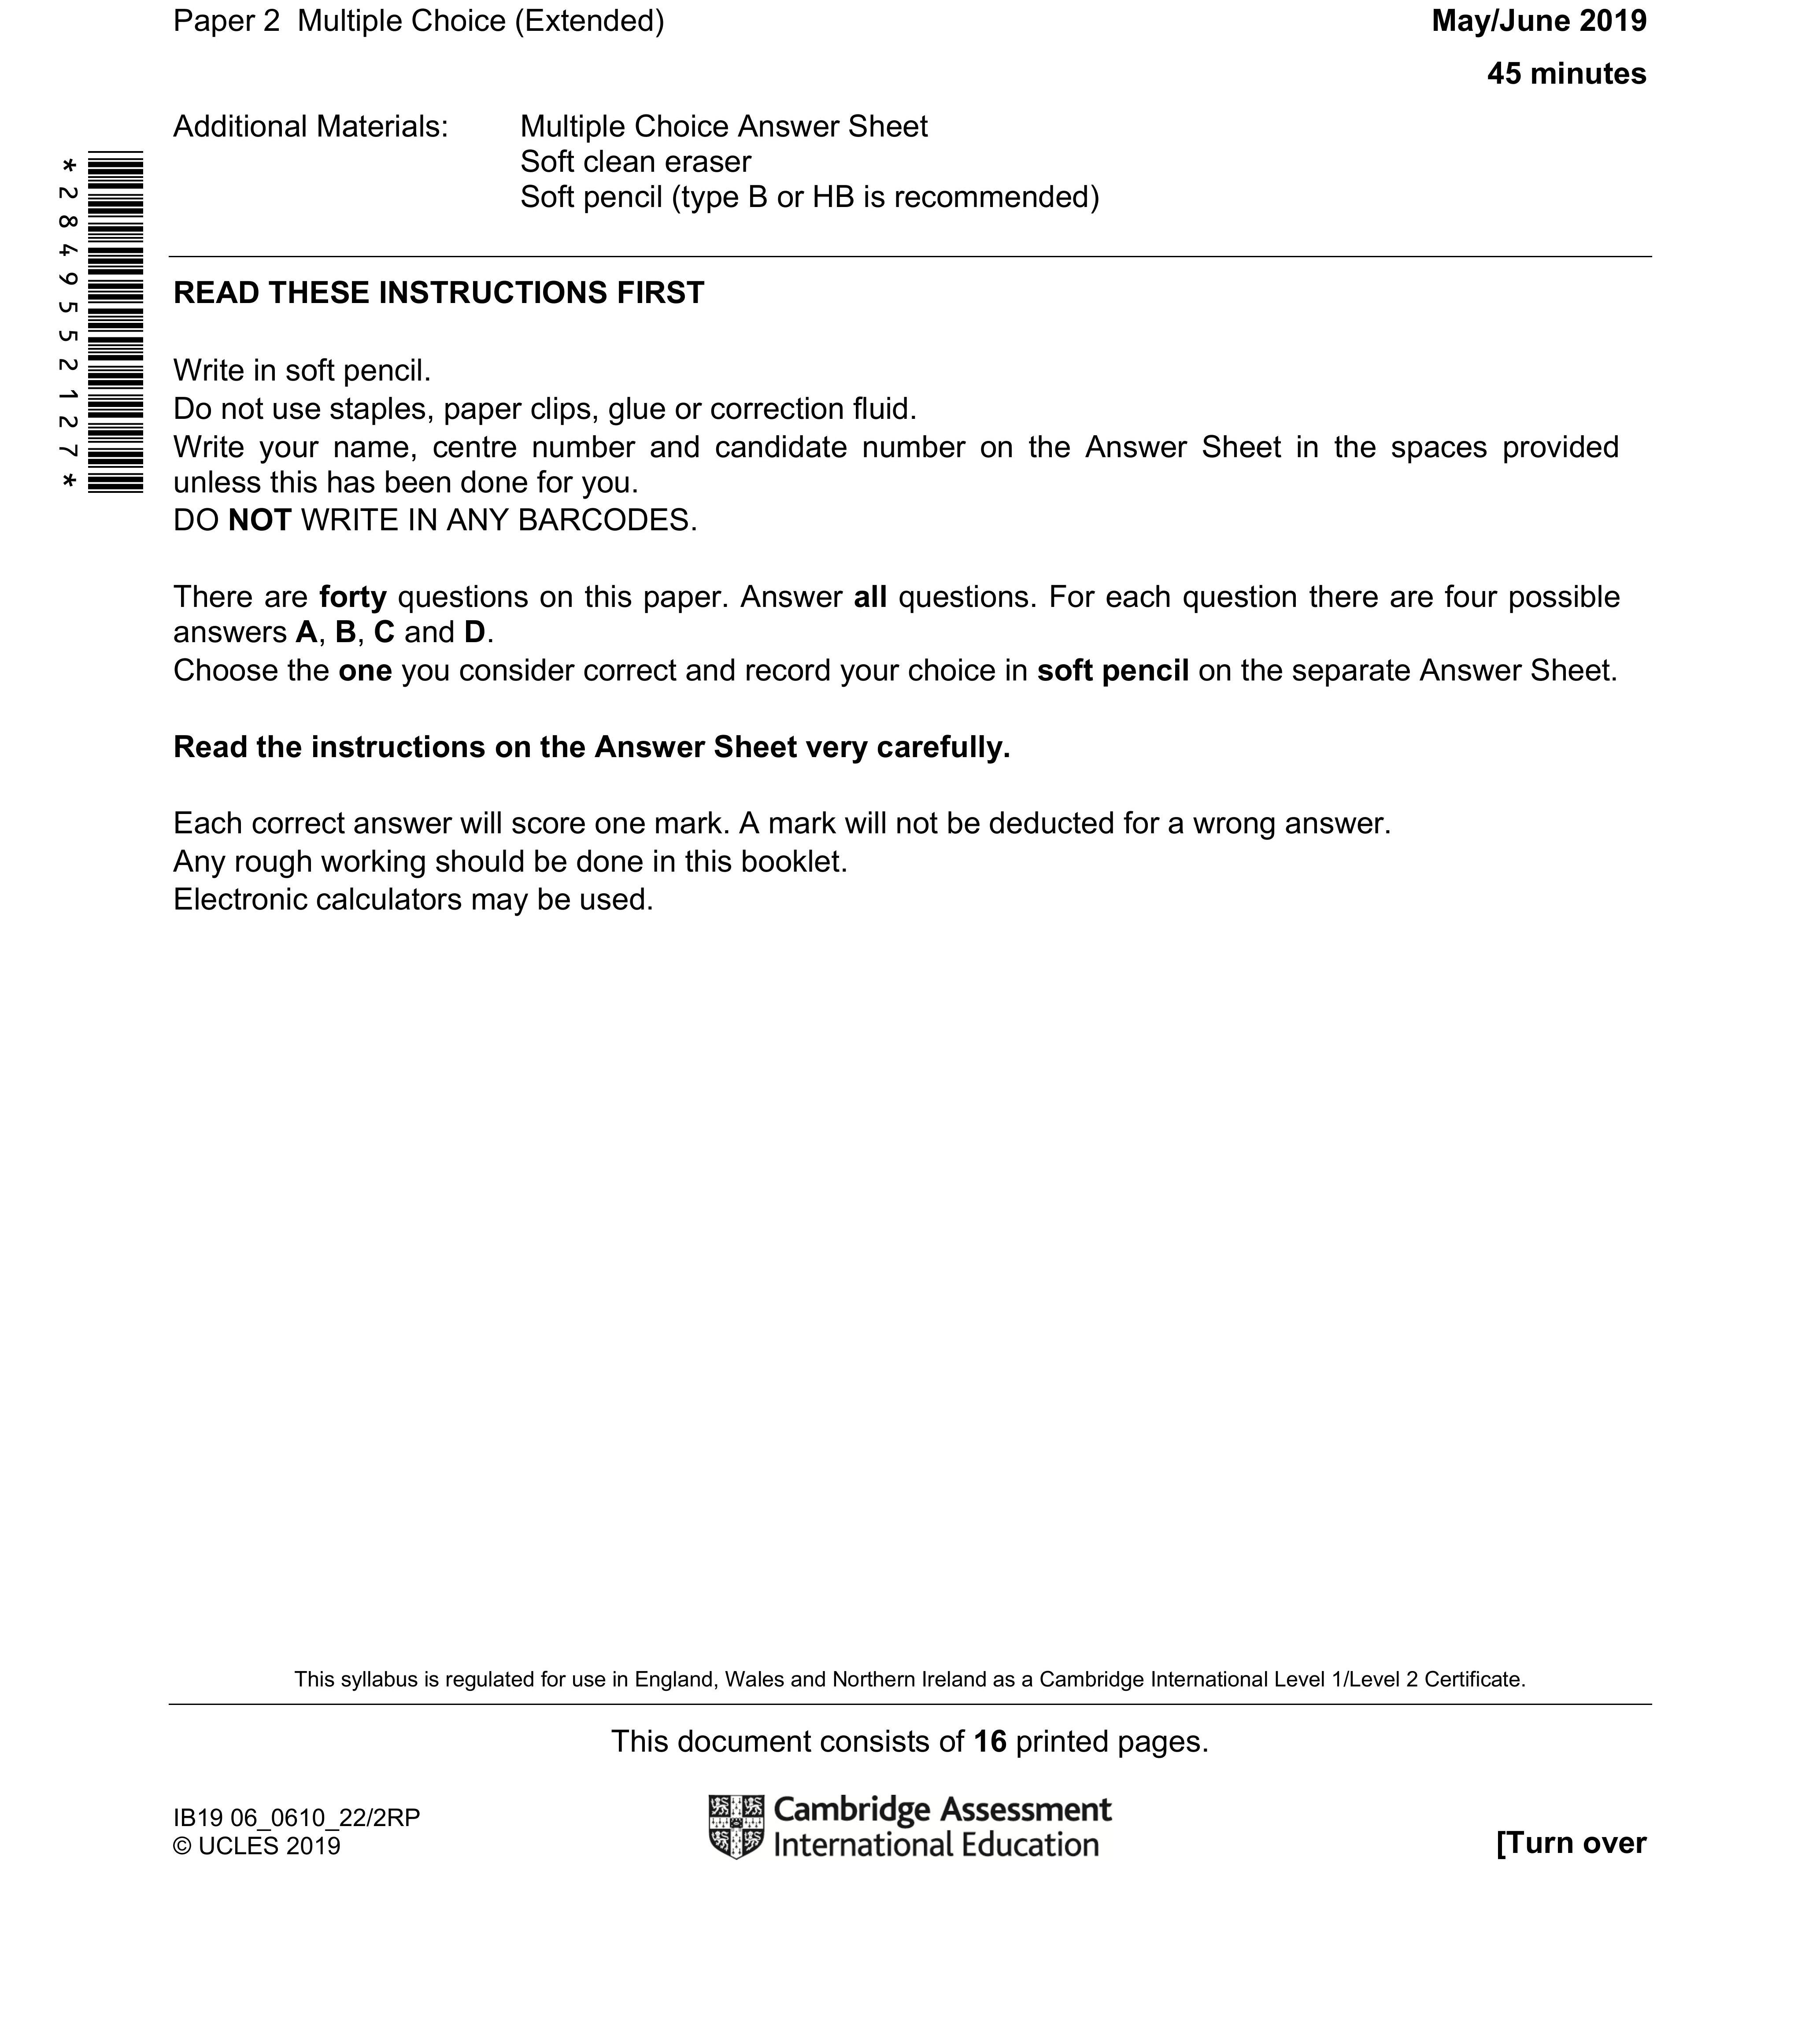 Paper 2 Multiple Choice (Extended)
May/June 2019
45 minutes
Additional Materials:
Multiple Choice Answer Sheet
Soft clean eraser
Soft pencil (type B or HB is recommended)
*2849552127*
READ THESE INSTRUCTIONS FIRST
Write in soft pencil.
Do not use staples, paper clips, glue or correction fluid.
Write your name, centre number and candidate number on the Answer Sheet in the spaces provided
unless this has been done for you.
DO NOT WRITE IN ANY BARCODES.
There are forty questions on this paper. Answer all questions. For each question there are four possible
answers A, B, C and D.
Choose the one you consider correct and record your choice in soft pencil on the separate Answer Sheet.
Read the instructions on the Answer Sheet very carefully.
Each correct answer will score one mark. A mark will not be deducted for a wrong answer.
Any rough working should be done in this booklet.
Electronic calculators may be used.
This syllabus is regulated for use in England, Wales and Northern Ireland as a Cambridge International Level 1/Level 2 Certificate.
This document consists of 16 printed pages.
IB19 06_0610_22/2RP
© UCLES 2019
Cambridge Assessment
International Education
[Turn over